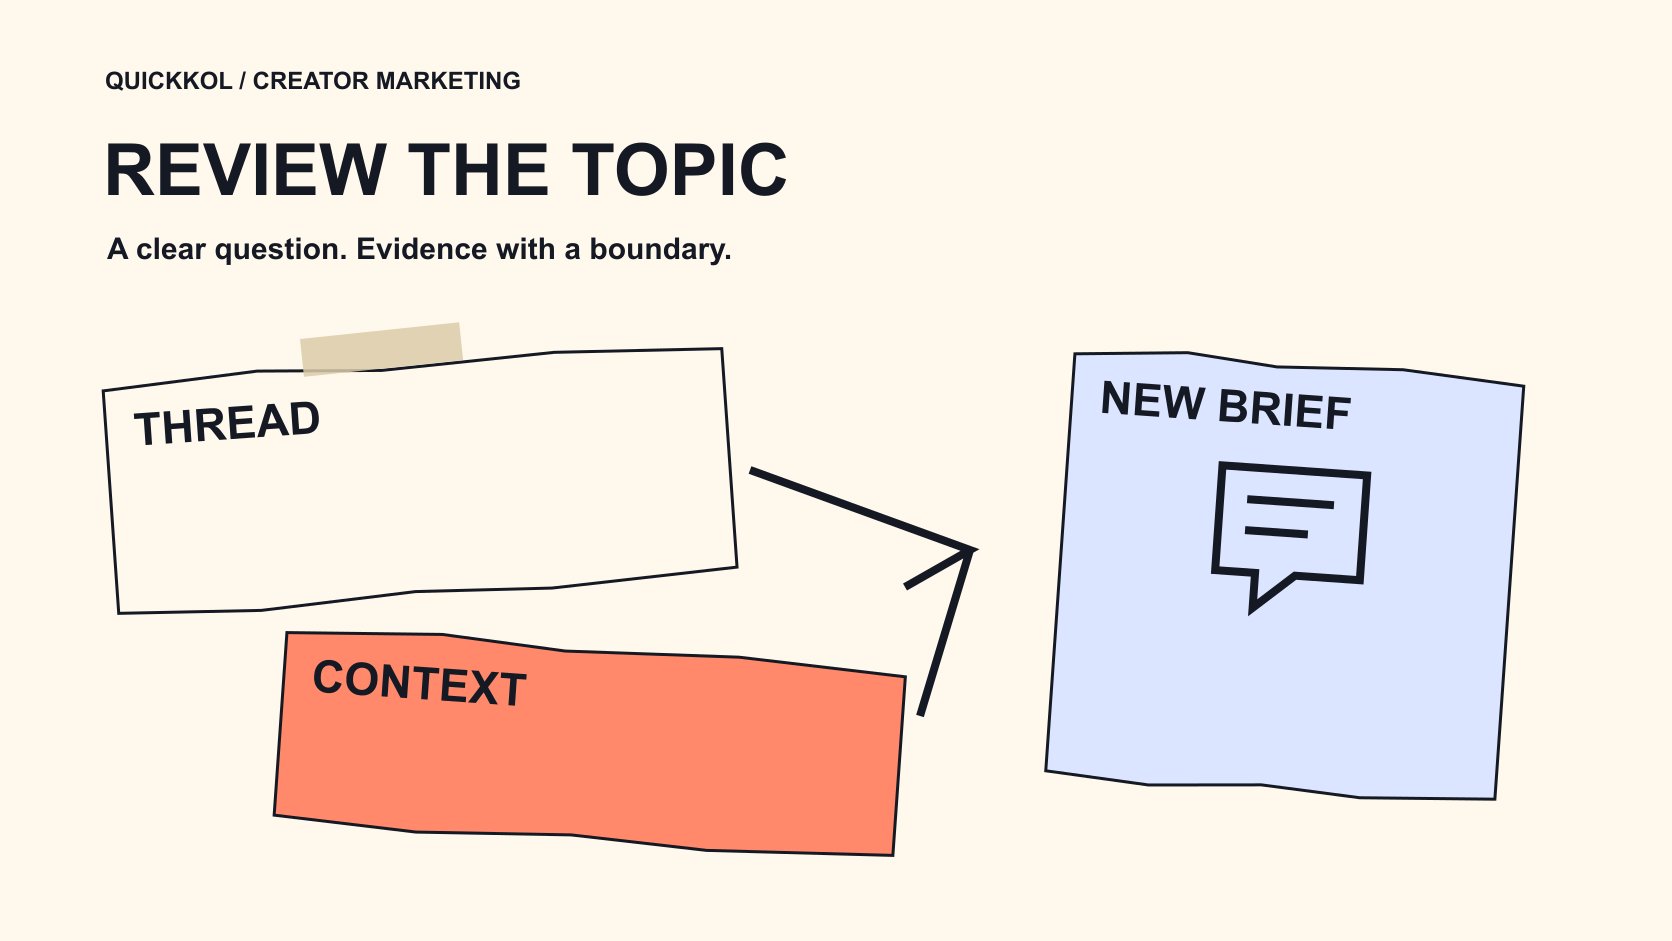 QUICKKOL / CREATOR MARKETING
REVIEW THE TOPIC
A clear question. Evidence with a boundary.
THREAD
CONTEXT
NEW BRIEF